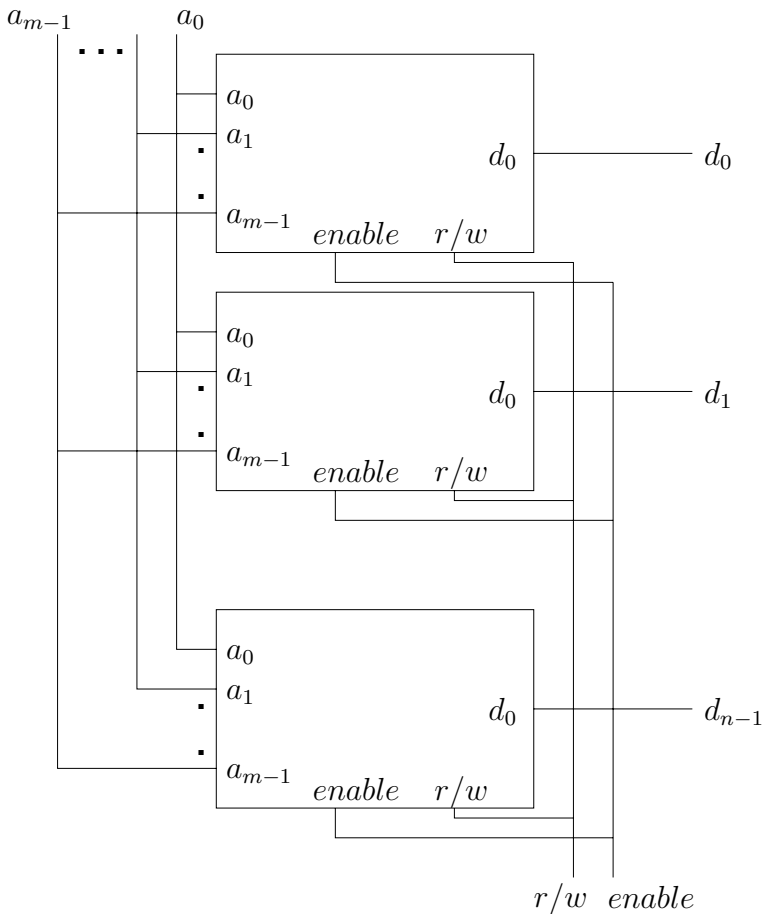 a_{m-1} ... a_0
a_0
a_1
.
d_0 d_0
.
a_{m-1}
enable r/w
a_0
a_1
.
d_0 d_1
.
a_{m-1}
enable r/w
a_0
a_1
.
d_0 d_{n-1}
.
a_{m-1}
enable r/w
r/w enable